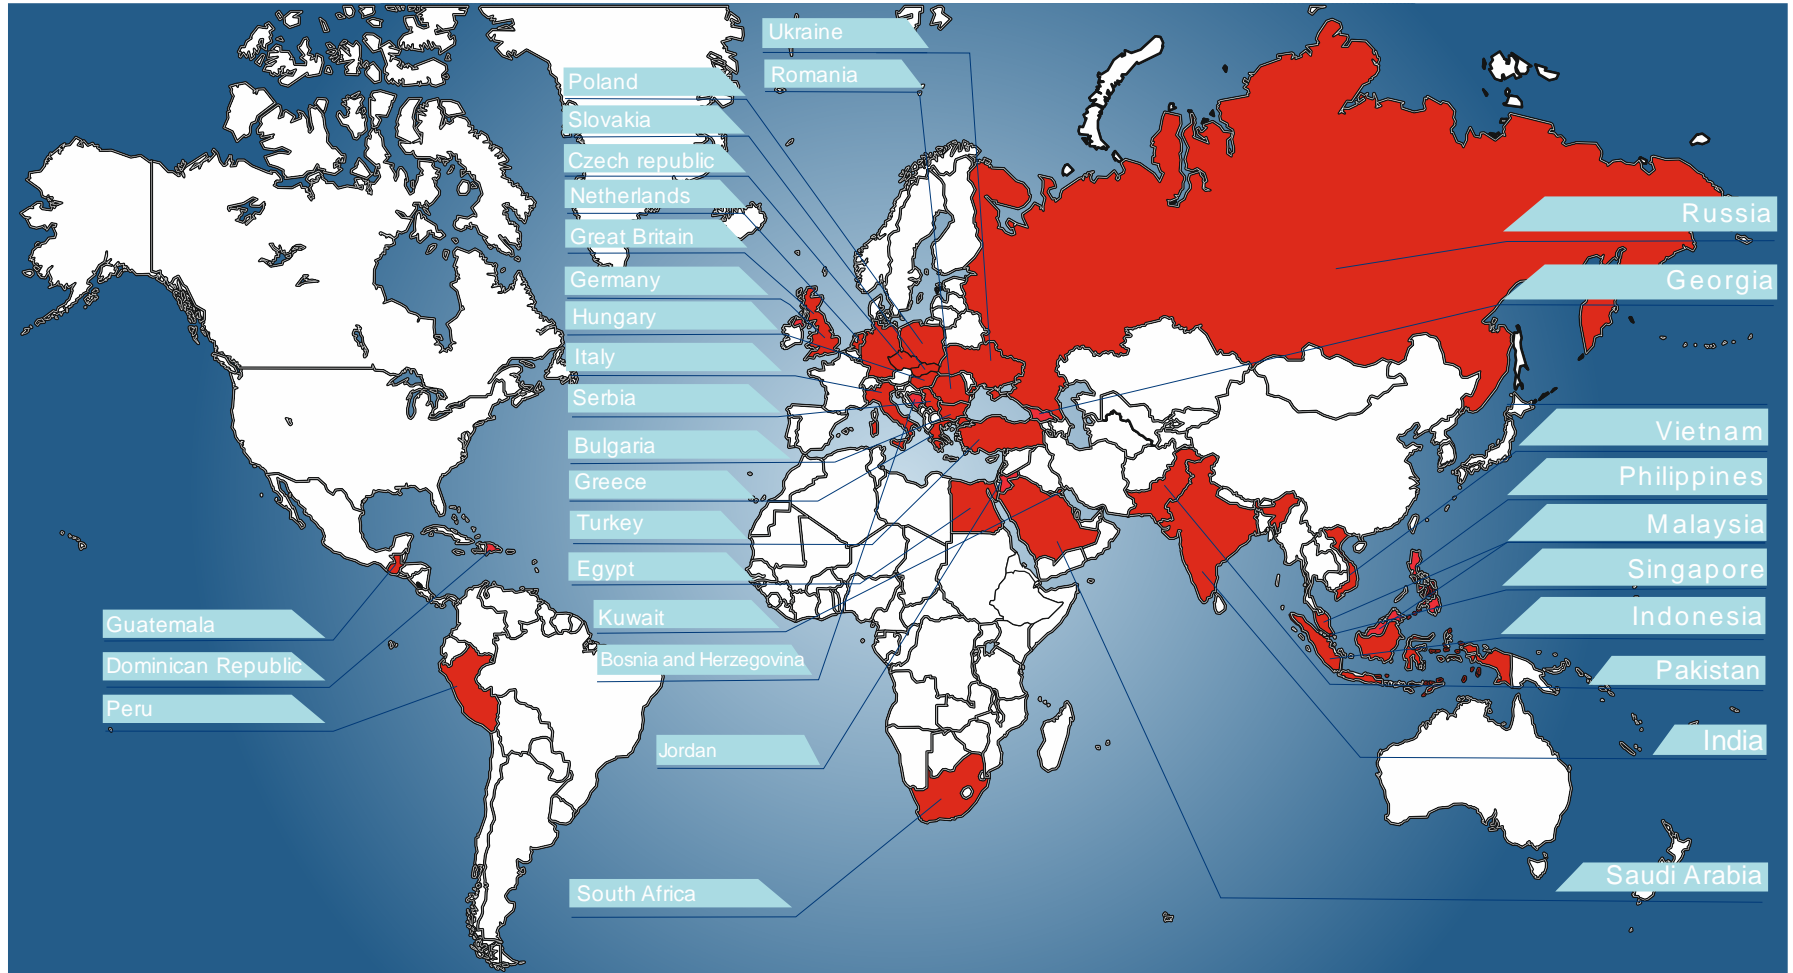 Ukraine
Romania
Poland
Slovakia
Czech republic
Netherlands
Great Britain
Germany
Hungary
Italy
Serbia
Bulgaria
Greece
Turkey
Egypt
Kuwait
Bosnia and Herzegovina
Jordan
South Africa
Guatemala
Dominican Republic
Peru
Russia
Georgia
Vietnam
Philippines
Malaysia
Singapore
Indonesia
Pakistan
India
Saudi Arabia